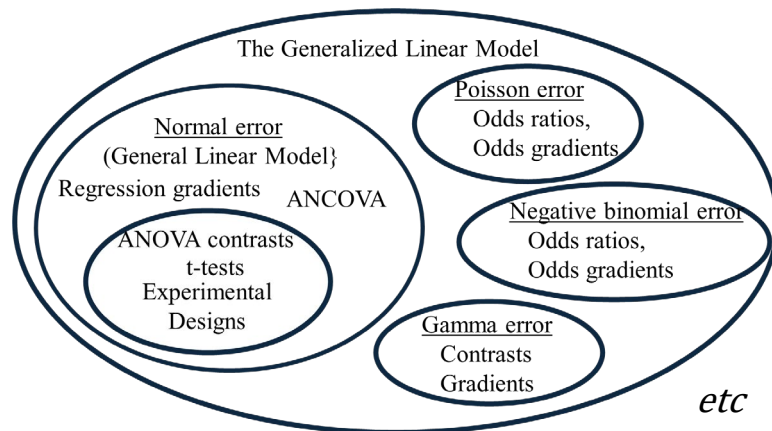 The Generalized Linear Model
Normal error
(General Linear Model}
Regression gradients
ANCOVA
ANOVA contrasts
t-tests
Experimental
Designs
Poisson error
Odds ratios,
Odds gradients
Negative binomial error
Odds ratios,
Odds gradients
Gamma error
Contrasts
Gradients
etc